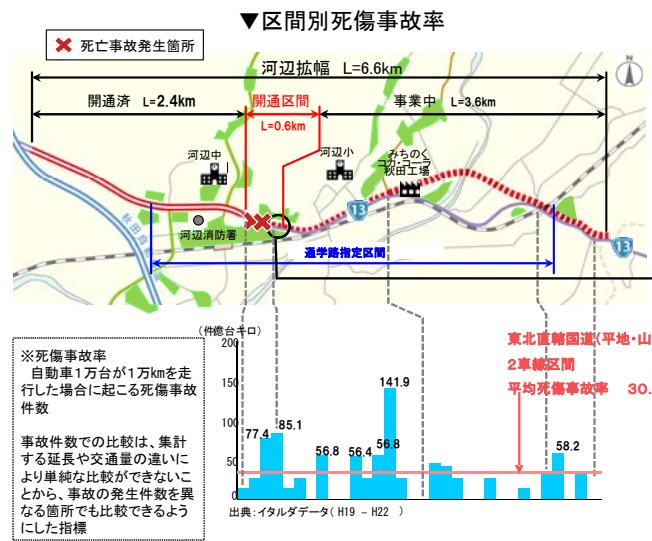 ▼区間別死傷事故率
死亡事故発生箇所
河辺拡幅 L=6.6km
開通済 L=2.4km
開通区間
L=0.6km
事業中 L=3.6km
N
河辺中
河辺小
みちのく
コカ・コーラ
秋田工場
河辺消防署
13
13
通学路指定区間
※死傷事故率
自動車1万台が1万kmを走
行した場合に起こる死傷事故
件数
事故件数での比較は、集計
する延長や交通量の違いに
より単純な比較ができないこ
とから、事故の発生件数を異
なる箇所でも比較できるよう
にした指標
(件/億台キロ)
200
150
100
50
0
77.4
85.1
56.8
56.4
56.8
141.9
58.2
東北直轄国道(平地・山
2車線区間
平均死傷事故率 30.
出典:イタルダデータ(H19 - H22 )